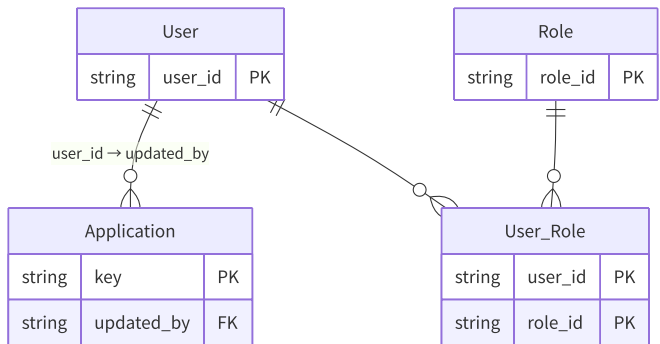 User
string user_id PK
Role
string role_id PK
user_id → updated_by
Application
string key PK
string updated_by FK
User_Role
string user_id PK
string role_id PK